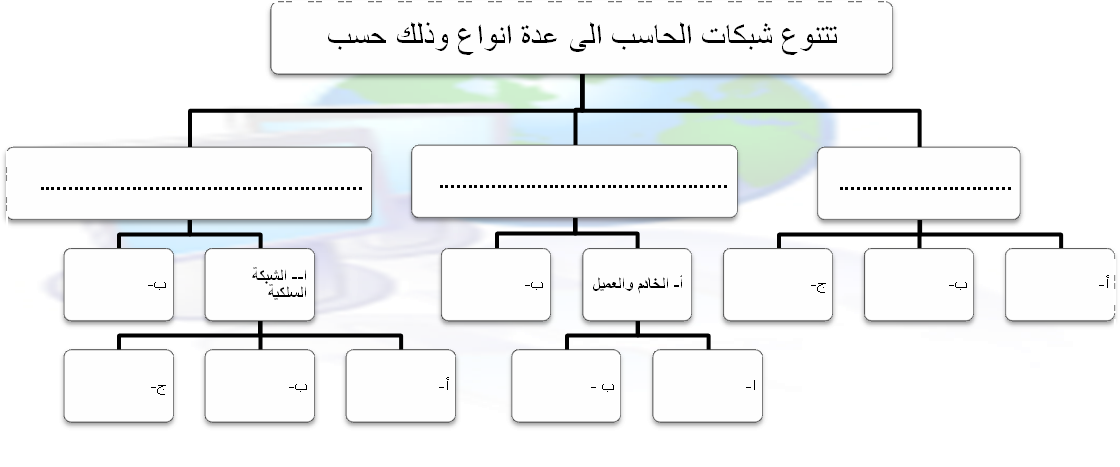 تتنوع شبكات الحاسب الى عدة انواع وذلك حسب
............................
................................................
......................................................
أ-
ب-
ج-
أ- الخادم والعميل
ب-
ا-- الشبكة
السلكية
ب-
ا-
ب -
أ-
ب-
ج-